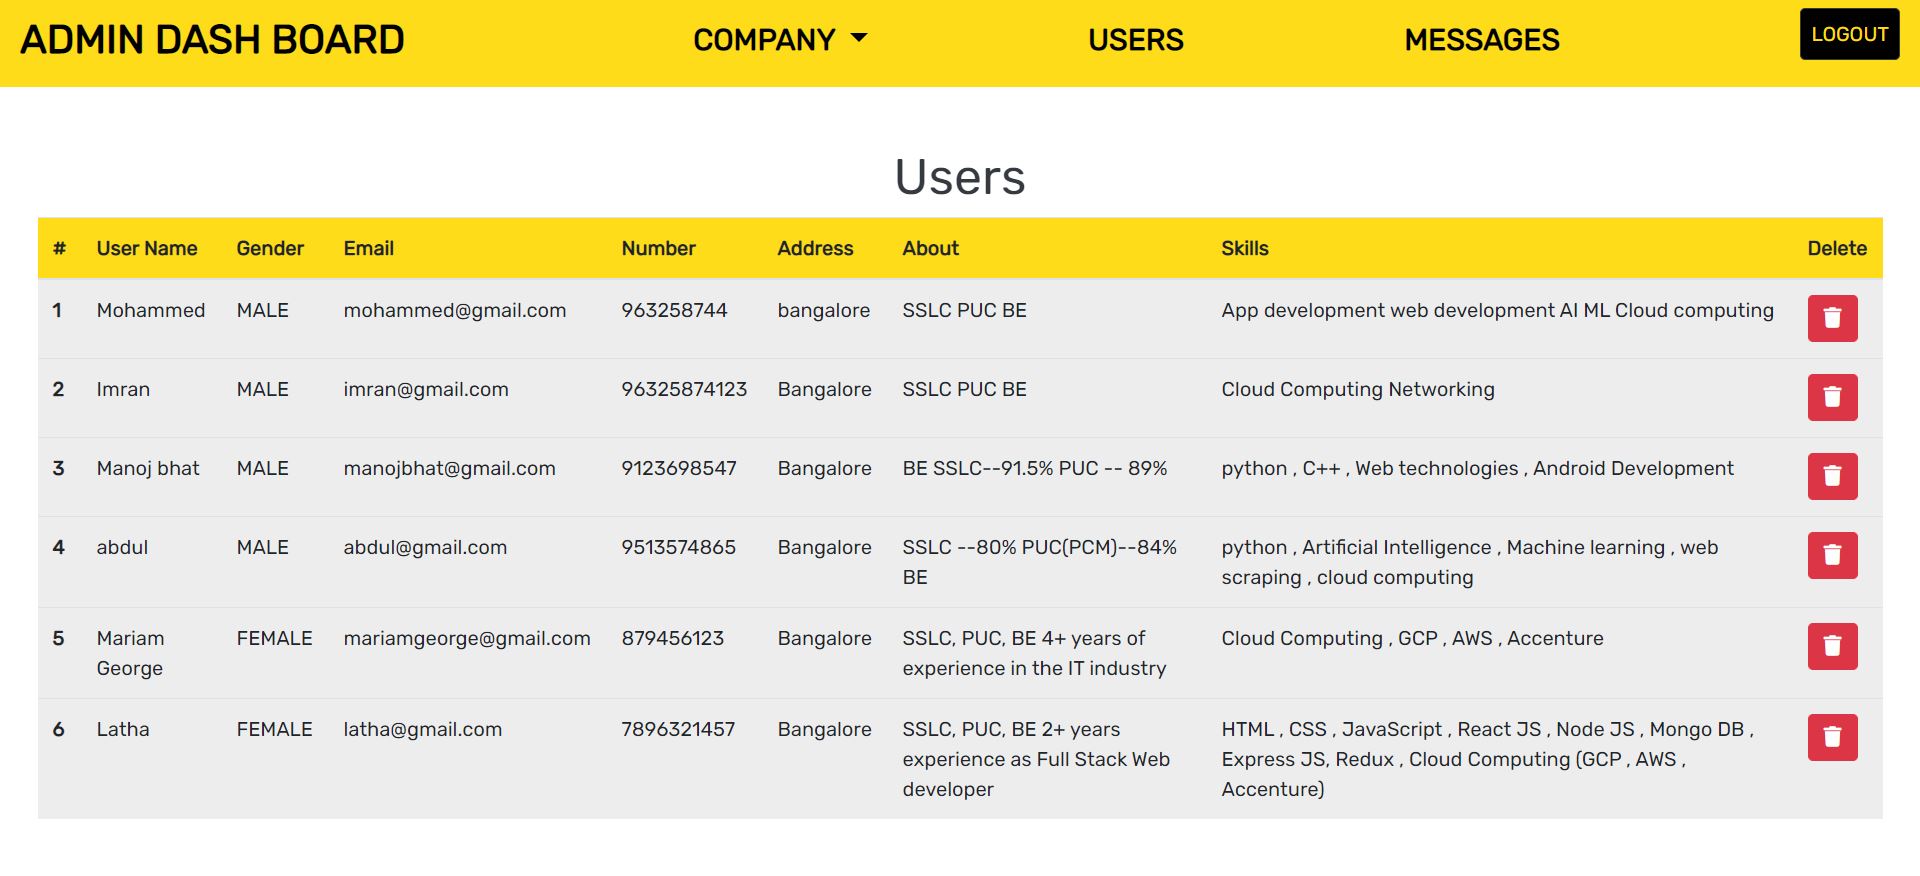 ADMIN DASH BOARD COMPANY USERS MESSAGES LOGOUT
Users
# User Name Gender Email Number Address About Skills Delete
1 Mohammed MALE mohammed@gmail.com 963258744 bangalore SSLC PUC BE App development web development AI ML Cloud computing
2 Imran MALE imran@gmail.com 96325874123 Bangalore SSLC PUC BE Cloud Computing Networking
3 Manoj bhat MALE manojbhat@gmail.com 9123698547 Bangalore BE SSLC--91.5% PUC -- 89% python , C++ , Web technologies , Android Development
4 abdul MALE abdul@gmail.com 9513574865 Bangalore SSLC --80% PUC(PCM)--84% python , Artificial Intelligence , Machine learning , web
BE scraping , cloud computing
5 Mariam FEMALE mariamgeorge@gmail.com 879456123 Bangalore SSLC, PUC, BE 4+ years of Cloud Computing , GCP , AWS , Accenture
George experience in the IT industry
6 Latha FEMALE latha@gmail.com 7896321457 Bangalore SSLC, PUC, BE 2+ years HTML , CSS , JavaScript , React JS , Node JS , Mongo DB ,
experience as Full Stack Web Express JS, Redux , Cloud Computing (GCP , AWS ,
developer Accenture)